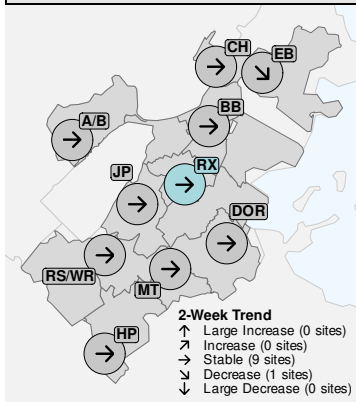 CH
EB
BB
A/B
RX
JP
DOR
RS/WR
MT
HP
2-Week Trend
↑ Large Increase (0 sites)
↗ Increase (0 sites)
→ Stable (9 sites)
↘ Decrease (1 sites)
↓ Large Decrease (0 sites)